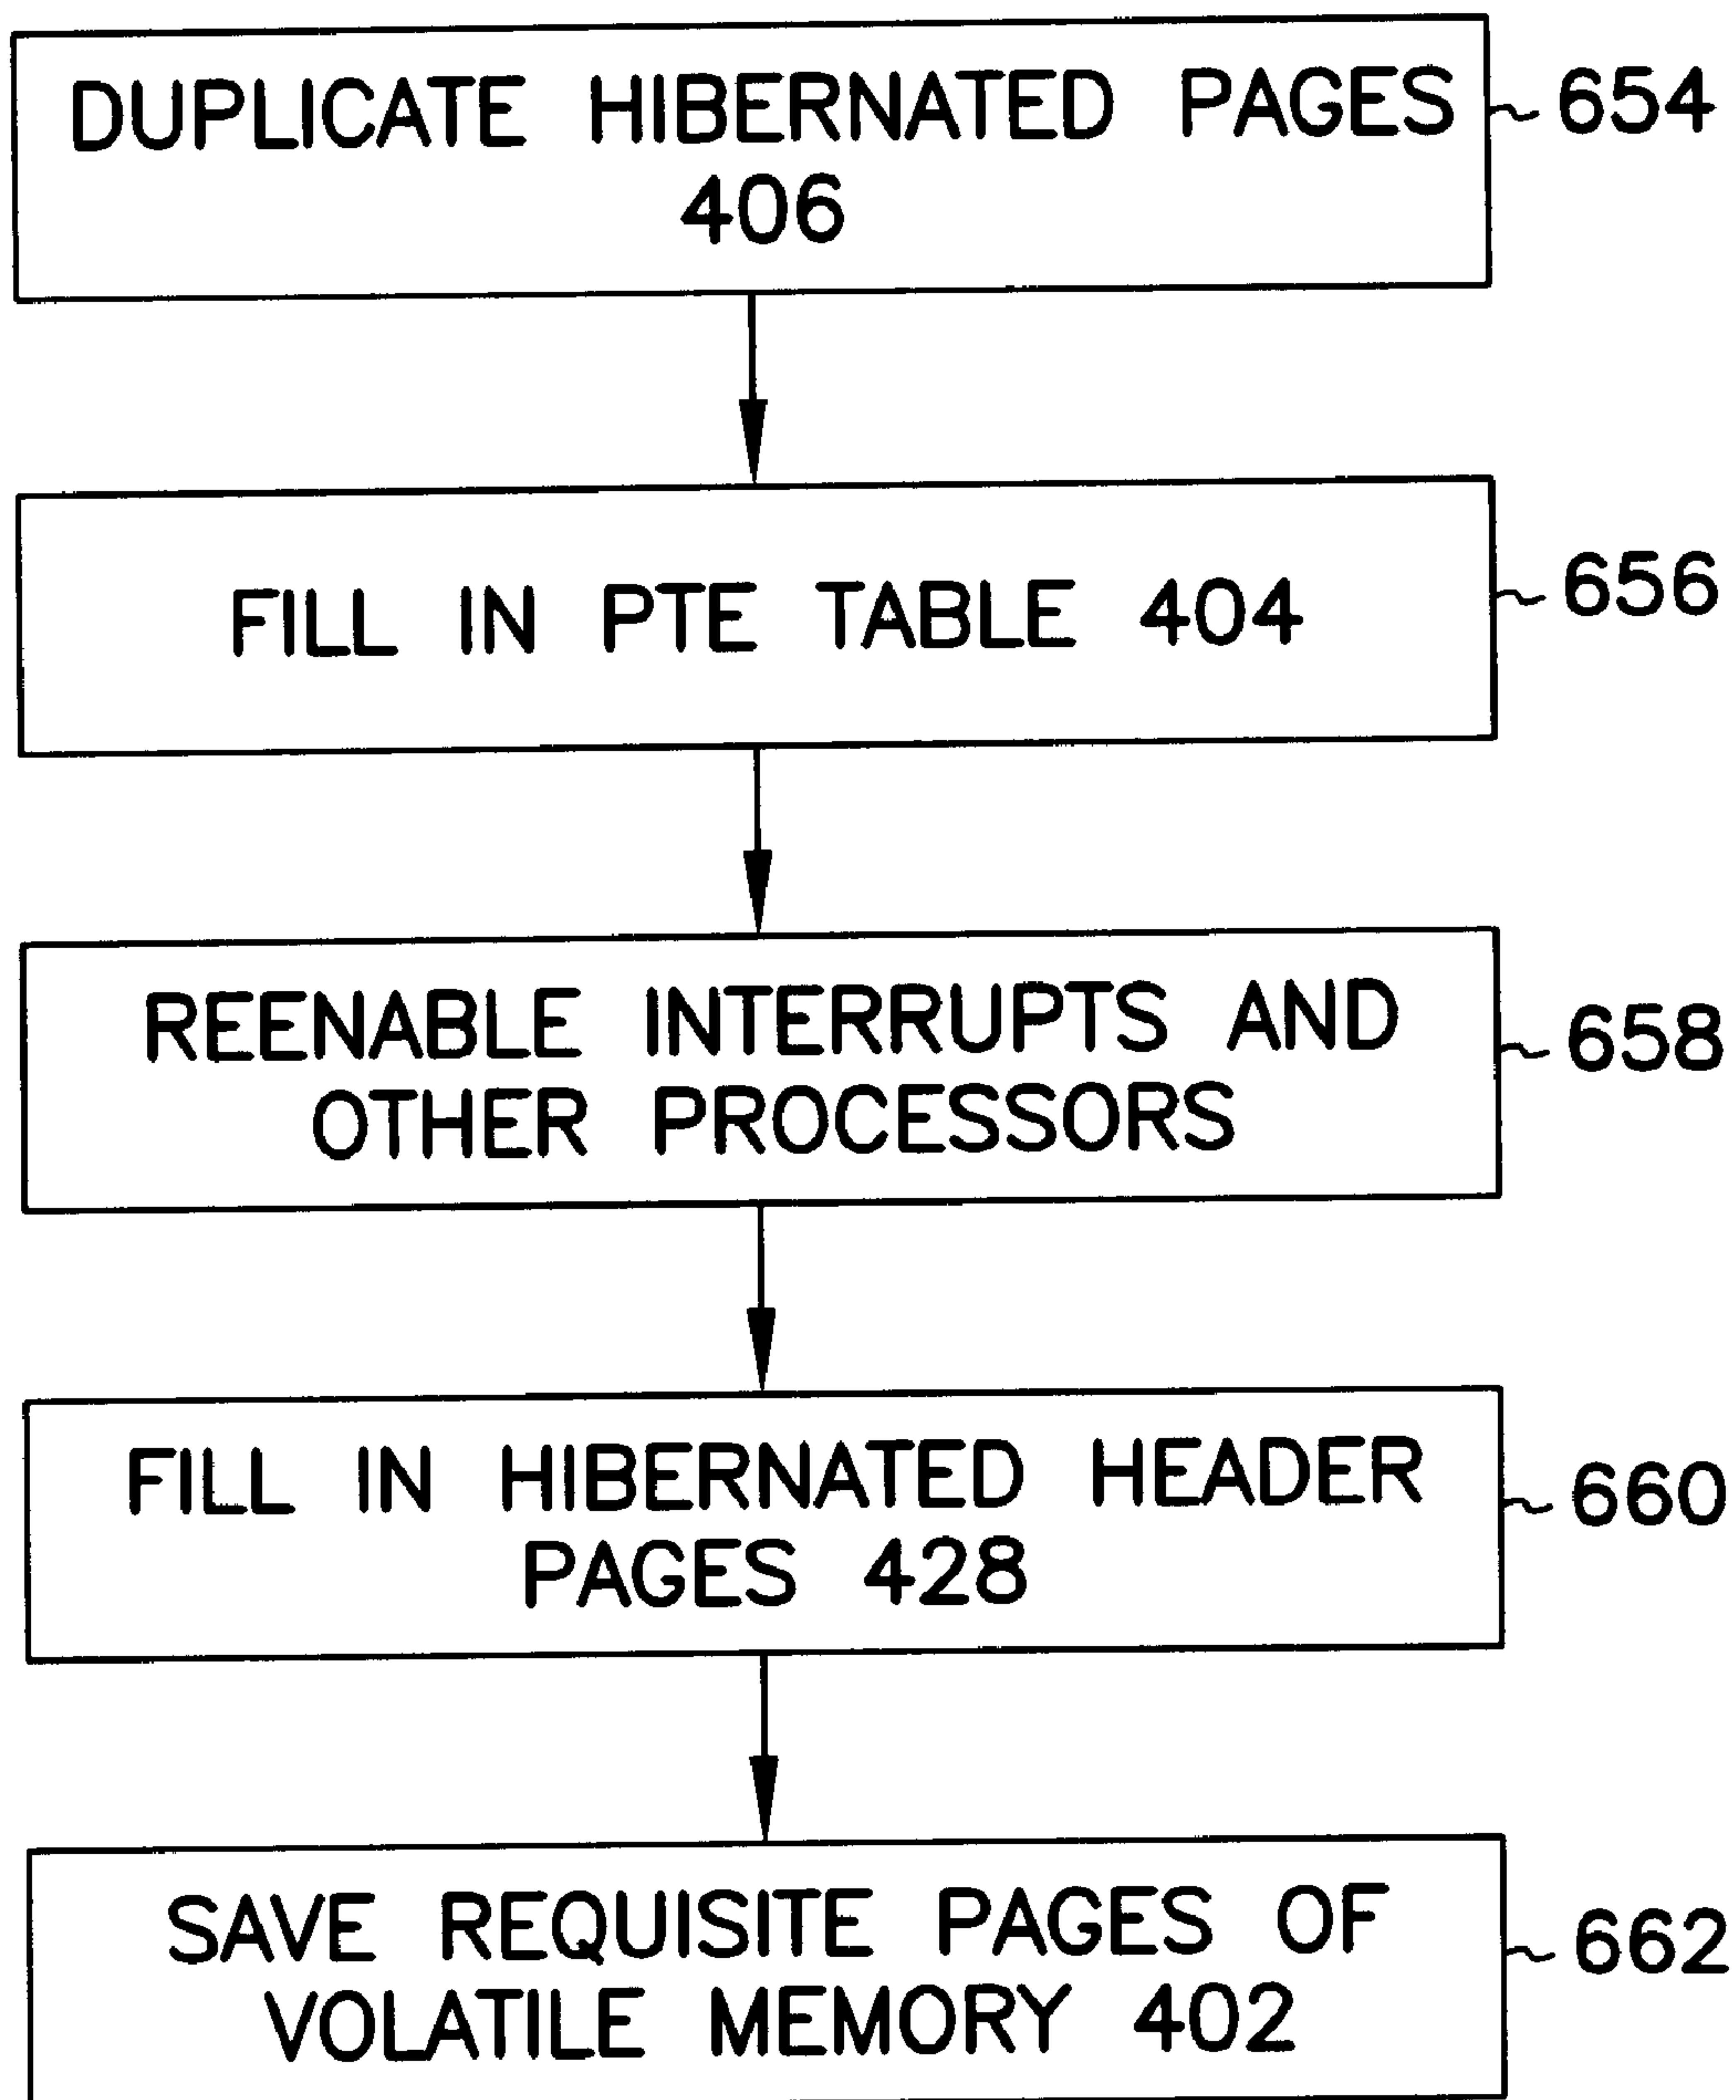 DUPLICATE HIBERNATED PAGES 654
406
FILL IN PTE TABLE 404 656
REENABLE INTERRUPTS AND 658
OTHER PROCESSORS
FILL IN HIBERNATED HEADER 660
PAGES 428
SAVE REQUISITE PAGES OF 662
VOLATILE MEMORY 402